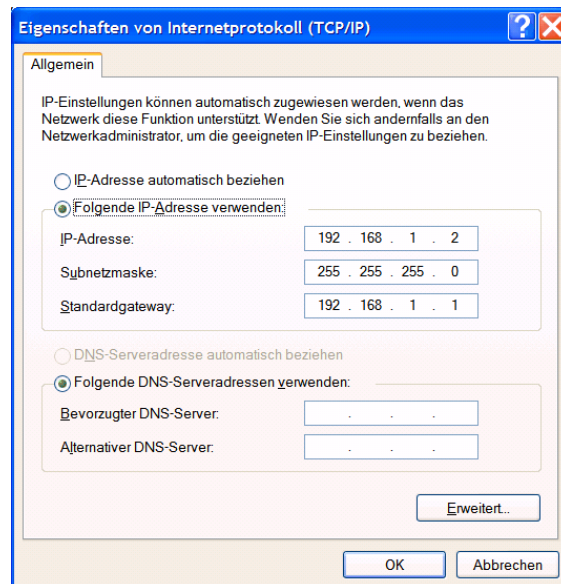 Eigenschaften von Internetprotokoll (TCP/IP)
Allgemein
IP-Einstellungen können automatisch zugewiesen werden, wenn das
Netzwerk diese Funktion unterstützt. Wenden Sie sich andernfalls an den
Netzwerkadministrator, um die geeigneten IP-Einstellungen zu beziehen.
IP-Adresse automatisch beziehen
Folgende IP-Adresse verwenden:
IP-Adresse: 192 . 168 . 1 . 2
Subnetzmaske: 255 . 255 . 255 . 0
Standardgateway: 192 . 168 . 1 . 1
DNS-Serveradresse automatisch beziehen
Folgende DNS-Serveradressen verwenden:
Bevorzugter DNS-Server: . . .
Alternativer DNS-Server: . . .
Erweitert...
OK Abbrechen